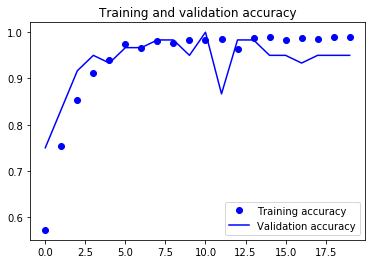 Training and validation accuracy
1.0
0.9
0.8
0.7
0.6
Training accuracy
Validation accuracy
0.0 2.5 5.0 7.5 10.0 12.5 15.0 17.5